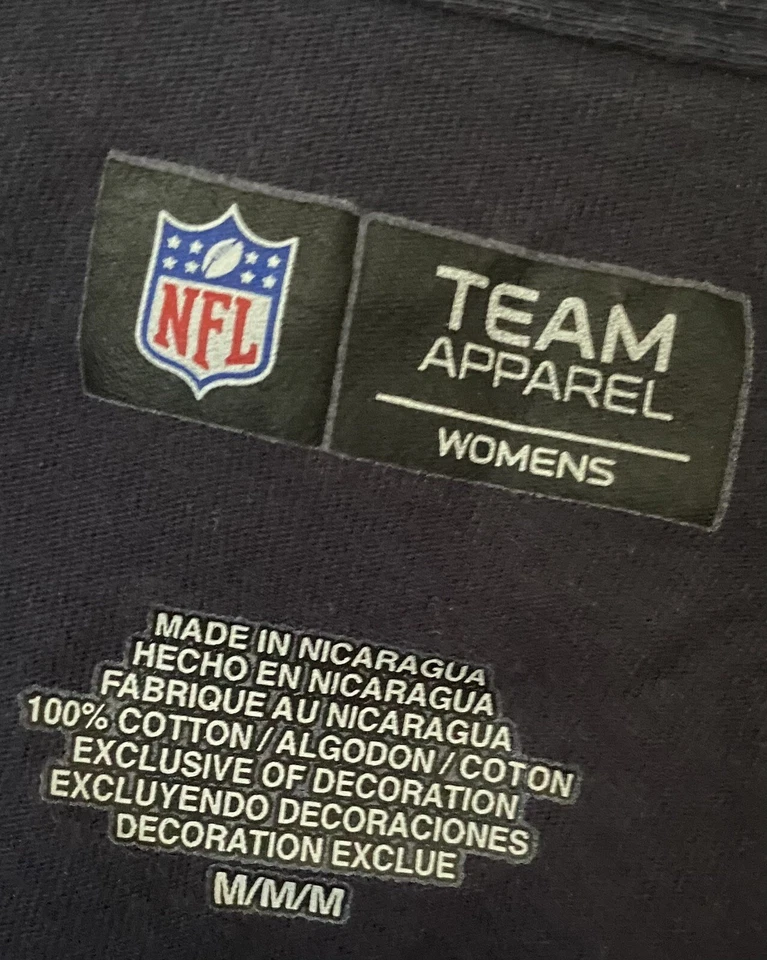 NFL
TEAM
APPAREL
WOMENS
MADE IN NICARAGUA
HECHO EN NICARAGUA
FABRIQUE AU NICARAGUA
100% COTTON / ALGODON / COTON
EXCLUSIVE OF DECORATION
EXCLUYENDO DECORACIONES
DECORATION EXCLUE
M/M/M